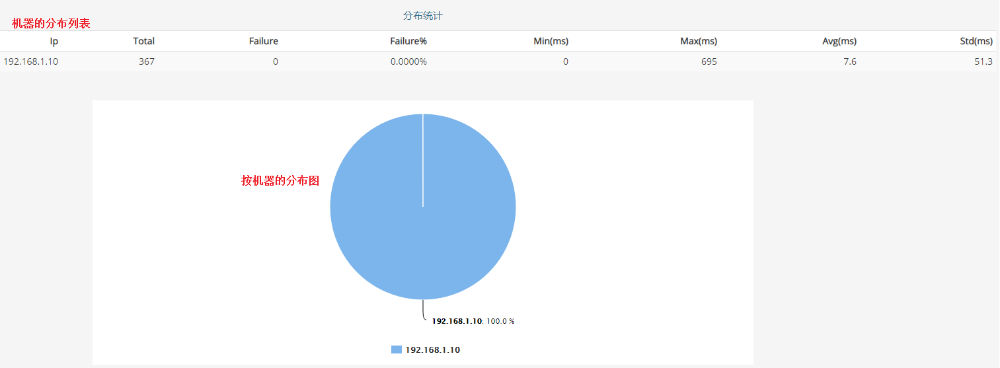 分布统计
机器的分布列表
Ip Total Failure Failure% Min(ms) Max(ms) Avg(ms) Std(ms)
192.168.1.10 367 0 0.0000% 0 695 7.6 51.3
按机器的分布图
192.168.1.10: 100.0 %
192.168.1.10